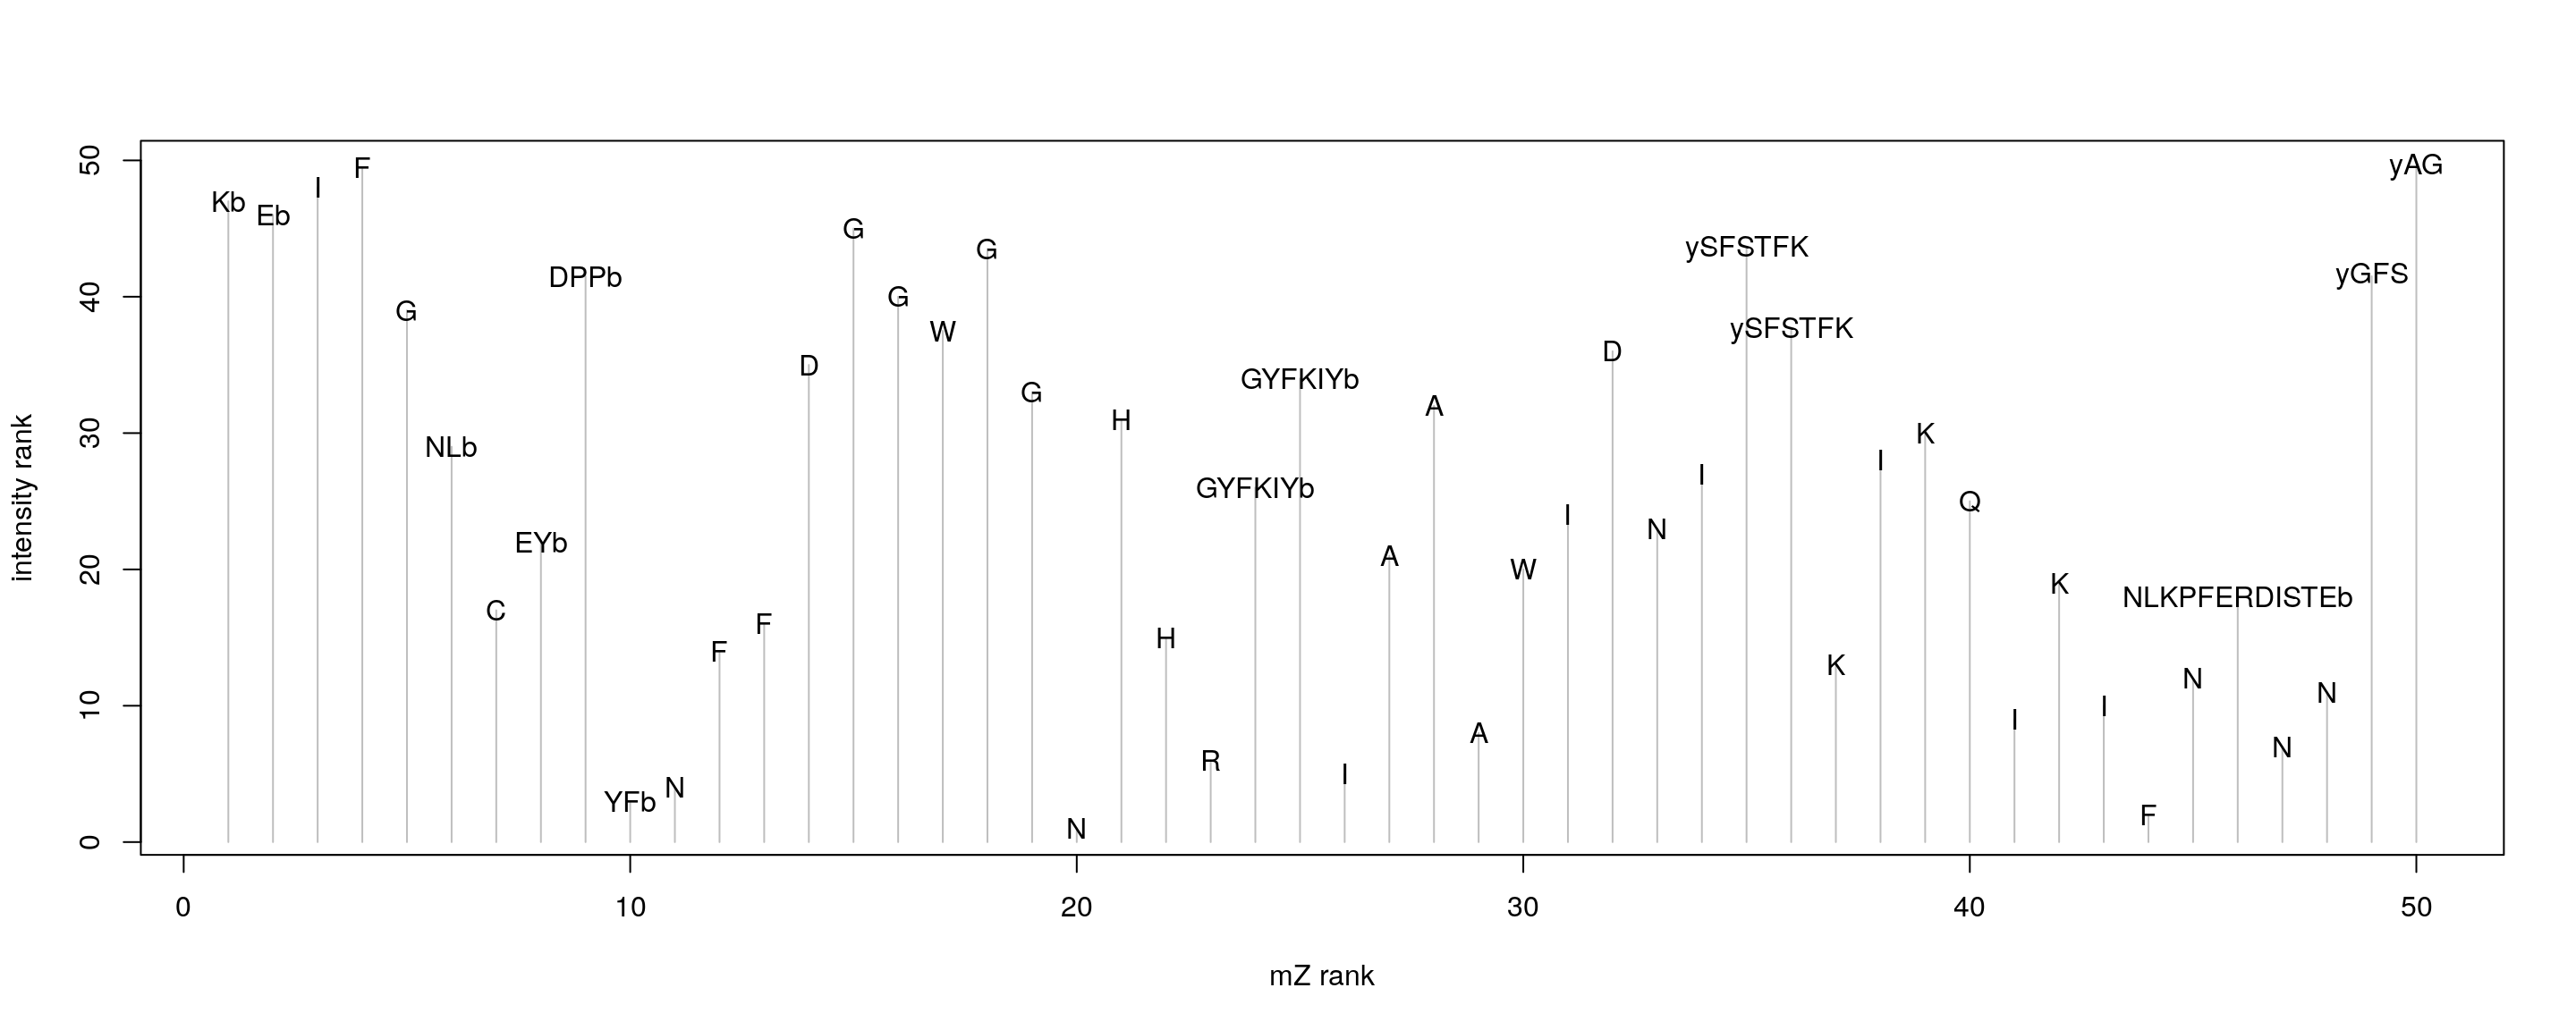 yAG
F
I
Kb
Eb
G
G
ySFSTFK
yGFS
DPPb
G
G
W
ySFSTFK
D
D
GYFKIYb
G
A
H
K
NLb
I
I
GYFKIYb
Q
I
N
EYb
A
W
K
NLKPFERDISTEb
C
F
H
F
K
N
N
I
I
A
N
R
I
N
YFb
F
N
0
10
20
30
40
50
0 10 20 30 40 50
intensity rank
mZ rank